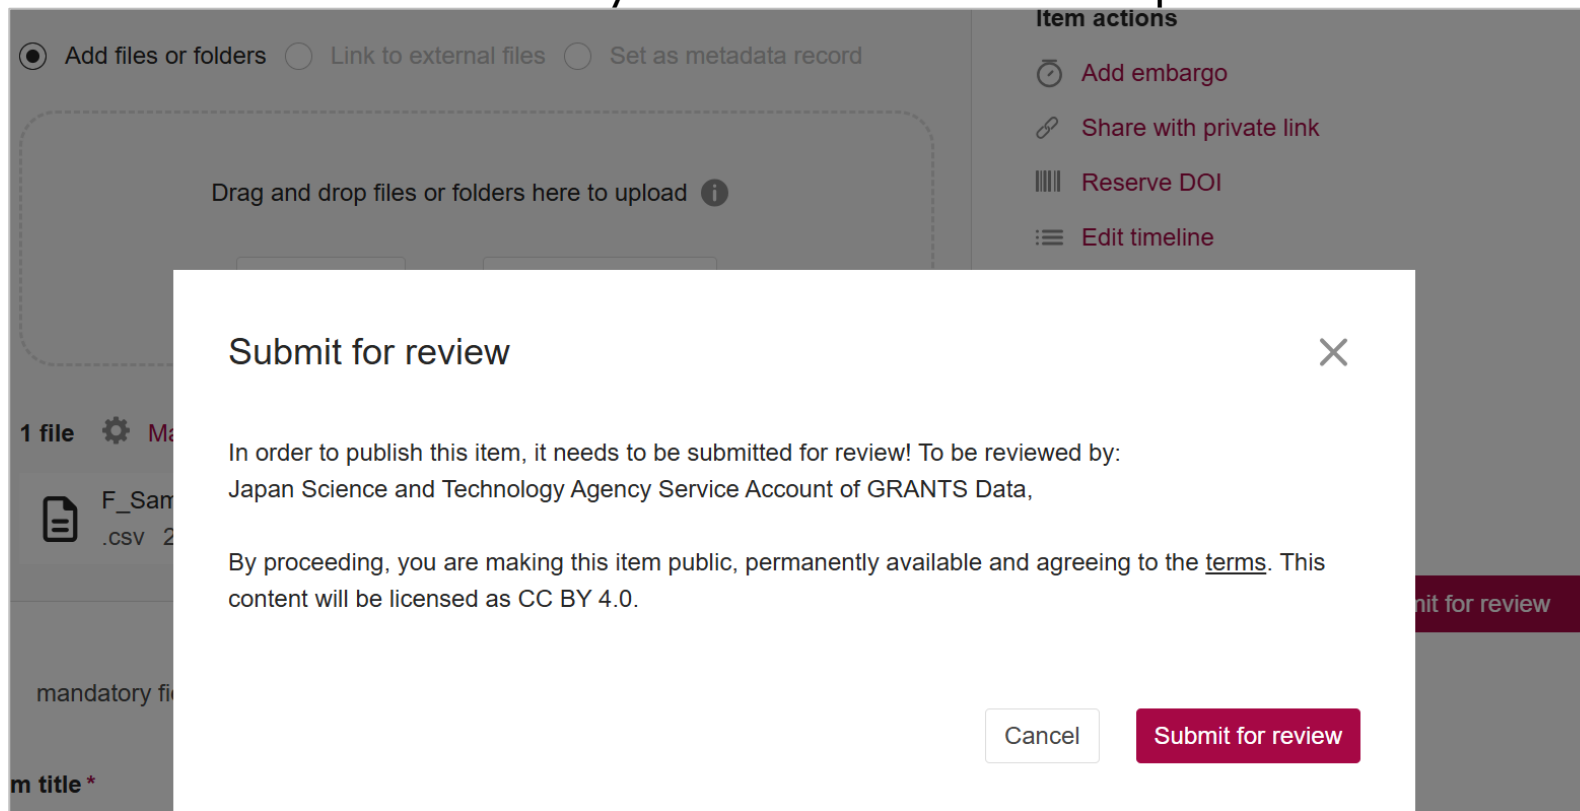 Item actions
Add files or folders Link to external files Set as metadata record
Add embargo
Share with private link
Drag and drop files or folders here to upload
Reserve DOI
Edit timeline
Submit for review
1 file
In order to publish this item, it needs to be submitted for review! To be reviewed by:
Japan Science and Technology Agency Service Account of GRANTS Data,
F_Sam
.csv 2
By proceeding, you are making this item public, permanently available and agreeing to the terms. This
content will be licensed as CC BY 4.0.
for review
mandatory
Cancel Submit for review
title *